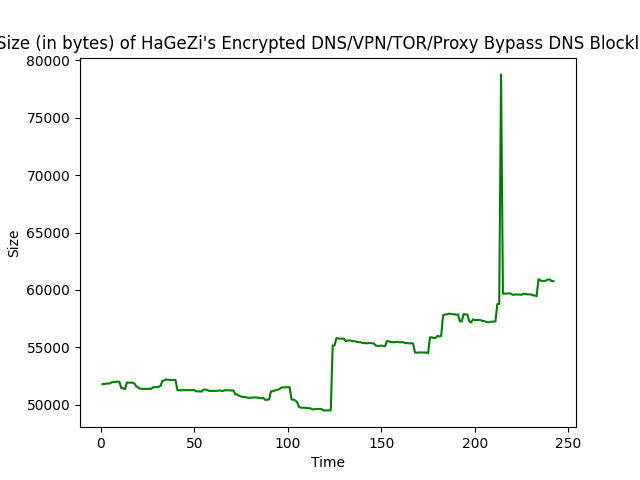 Size (in bytes) of HaGeZi's Encrypted DNS/VPN/TOR/Proxy Bypass DNS Blockl
80000
75000
70000
65000
60000
55000
50000
Size
0 50 100 150 200 250
Time